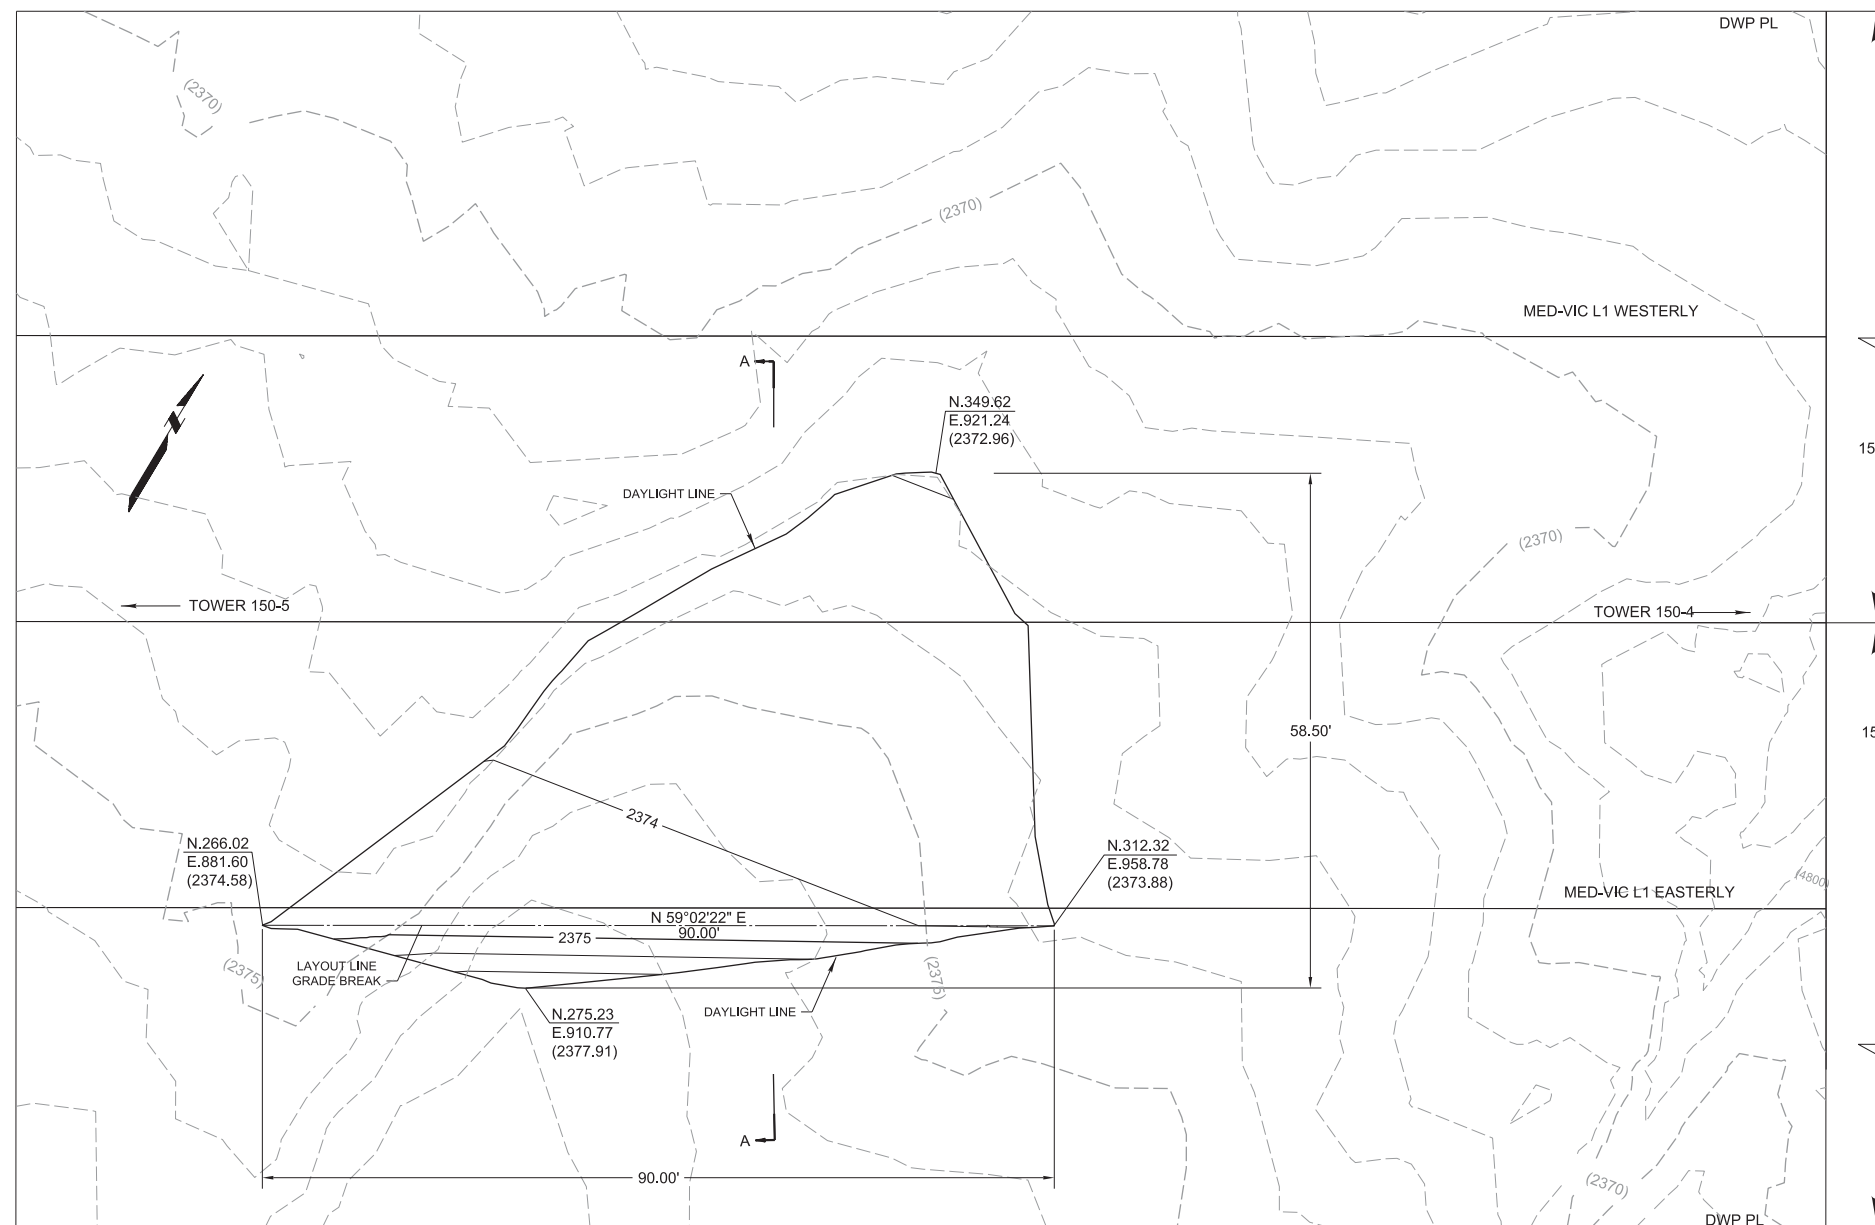 DWP PL
(2370)
(2370)
MED-VIC L1 WESTERLY
A
N
N.349.62
E.921.24
(2372.96)
15
DAYLIGHT LINE
(2370)
TOWER 150-5
TOWER 150-4
58.50'
15
2374
N.266.02
E.881.60
(2374.58)
N.312.32
E.958.78
(2373.88)
(4800)
MED-VIC L1 EASTERLY
N 59°02'22" E
90.00'
2375
(2375)
LAYOUT LINE
GRADE BREAK
(2375)
N.275.23
E.910.77
(2377.91)
DAYLIGHT LINE
A
90.00'
(2370)
DWP PL